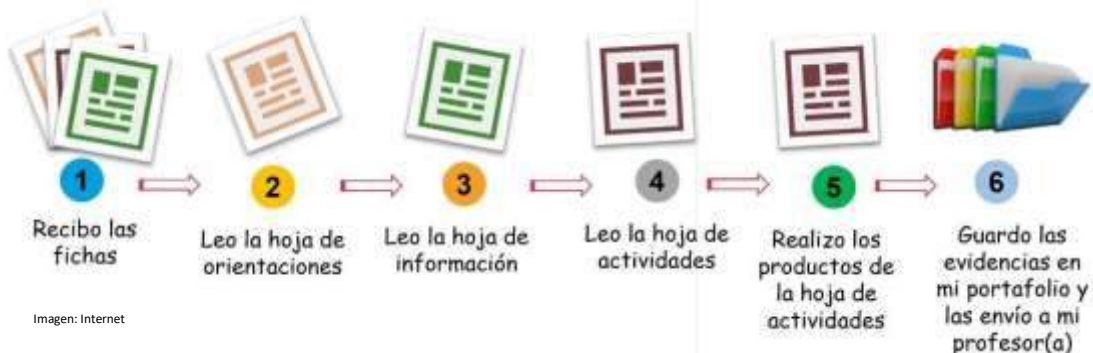 1
Recibo las
fichas
2
Leo la hoja de
orientaciones
3
Leo la hoja de
información
4
Leo la hoja de
actividades
5
Realizo los
productos de
la hoja de
actividades
6
Guardo las
evidencias en
mi portafolio y
las envío a mi
profesor(a)
Imagen: Internet